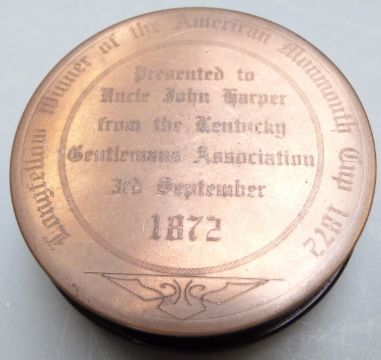 Longfellow Winner of the American Monmouth Cup 1872
Presented to
Uncle John Harper
from the Kentucky
Gentlemans Association
3rd September
1872